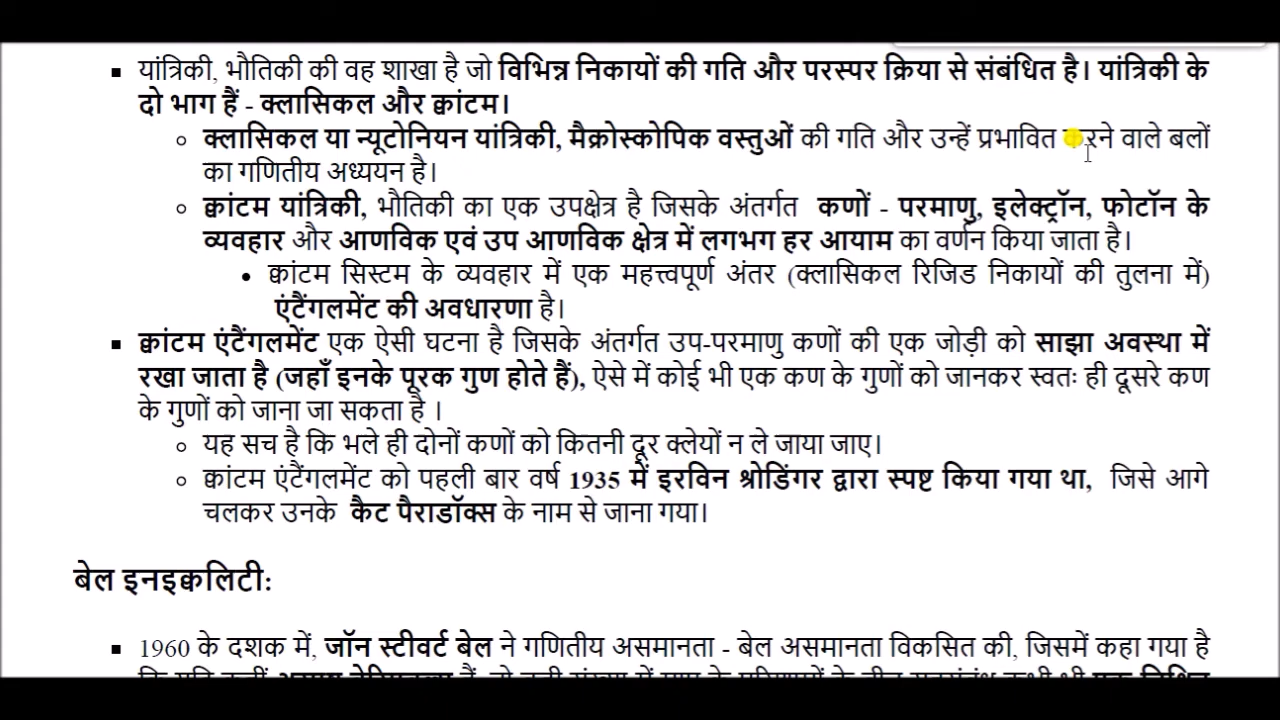 यांत्रिकी, भौतिकी की वह शाखा है जो विभिन्न निकायों की गति और परस्पर क्रिया से संबंधित है। यांत्रिकी के
दो भाग हैं - क्लासिकल और क्वांटम।
क्लासिकल या न्यूटोनियन यांत्रिकी, मैक्रोस्कोपिक वस्तुओं की गति और उन्हें प्रभावित करने वाले बलों
का गणितीय अध्ययन है।
क्वांटम यांत्रिकी, भौतिकी का एक उपक्षेत्र है जिसके अंतर्गत कणों - परमाणु, इलेक्ट्रॉन, फोटॉन के
व्यवहार और आणविक एवं उप आणविक क्षेत्र में लगभग हर आयाम का वर्णन किया जाता है।
क्वांटम सिस्टम के व्यवहार में एक महत्त्वपूर्ण अंतर (क्लासिकल रिजिड निकायों की तुलना में)
एंटैंगलमेंट की अवधारणा है।
क्वांटम एंटैंगलमेंट एक ऐसी घटना है जिसके अंतर्गत उप-परमाणु कणों की एक जोड़ी को साझा अवस्था में
रखा जाता है (जहाँ इनके पूरक गुण होते हैं), ऐसे में कोई भी एक कण के गुणों को जानकर स्वतः ही दूसरे कण
के गुणों को जाना जा सकता है ।
यह सच है कि भले ही दोनों कणों को कितनी दूर क्लेयों न ले जाया जाए।
क्वांटम एंटैंगलमेंट को पहली बार वर्ष 1935 में इरविन श्रोडिंगर द्वारा स्पष्ट किया गया था, जिसे आगे
चलकर उनके कैट पैराडॉक्स के नाम से जाना गया।
बेल इनइक्वलिटी:
1960 के दशक में, जॉन स्टीवर्ट बेल ने गणितीय असमानता - बेल असमानता विकसित की, जिसमें कहा गया है